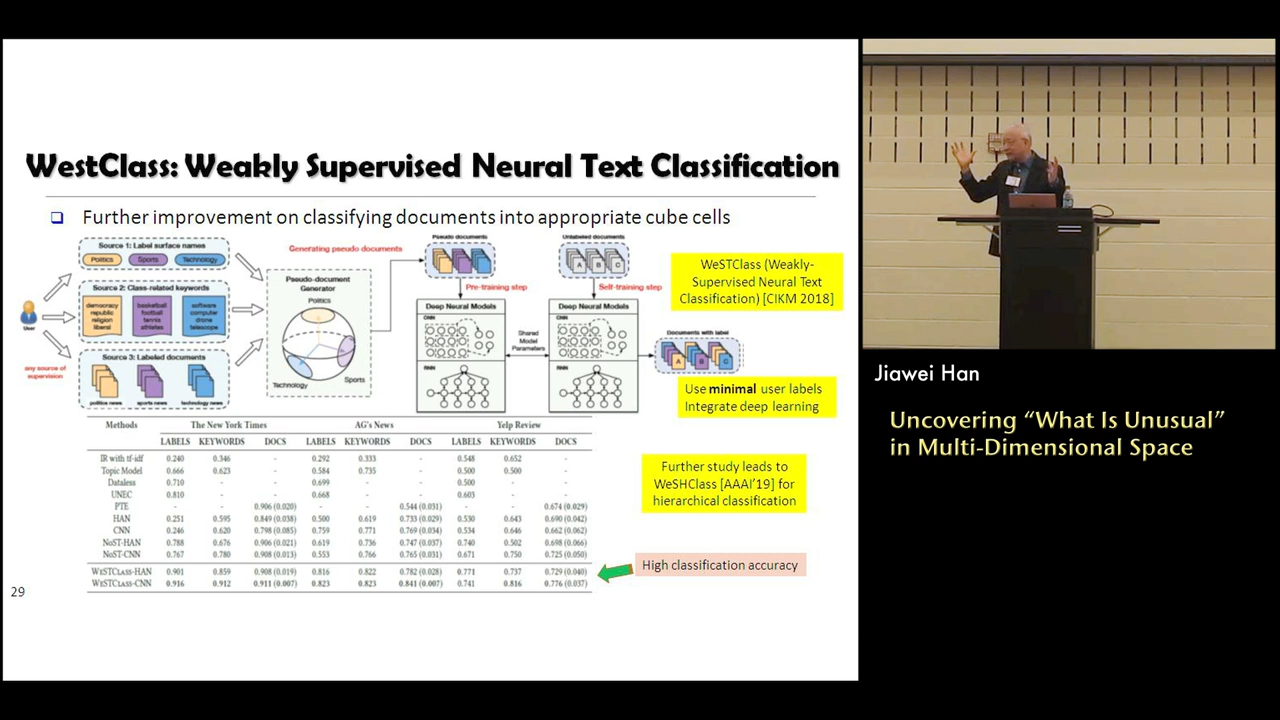 WestClass: Weakly Supervised Neural Text Classification
Further improvement on classifying documents into appropriate cube cells
Source 1: Label surface names
Politics Sports Technology
Source 2: Class-related keywords
democracy
republic
religion
liberal
basketball
football
tennis
athletes
software
computer
drone
telescope
Source 3: Labeled documents
politics news sports news technology news
User
any source of
supervision
Generating pseudo documents
Pseudo-document
Generator
Politics
Technology
Sports
Pseudo documents
Pre-training step
Deep Neural Models
CNN
RNN
Shared
Model
Parameters
Unlabeled documents
A B C
Self-training step
Deep Neural Models
CNN
RNN
Documents with label
A B C
WeSTClass (Weakly-
Supervised Neural Text
Classification) [CIKM 2018]
Use minimal user labels
Integrate deep learning
Methods The New York Times AG's News Yelp Review
LABELS KEYWORDS DOCS LABELS KEYWORDS DOCS LABELS KEYWORDS DOCS
IR with tf-idf 0.240 0.346 - 0.292 0.333 - 0.548 0.652 -
Topic Model 0.666 0.623 - 0.584 0.735 - 0.500 0.500 -
Dataless 0.710 - - 0.699 - - 0.500 - -
UNEC 0.810 - - 0.668 - - 0.603 - -
PTE - - 0.906 (0.020) - - 0.544 (0.031) - - 0.674 (0.029)
HAN 0.251 0.595 0.849 (0.038) 0.500 0.619 0.733 (0.029) 0.530 0.643 0.690 (0.042)
CNN 0.246 0.620 0.798 (0.085) 0.759 0.771 0.769 (0.034) 0.534 0.646 0.662 (0.062)
NoST-HAN 0.788 0.676 0.906 (0.021) 0.619 0.736 0.747 (0.037) 0.740 0.502 0.698 (0.066)
NoST-CNN 0.767 0.780 0.908 (0.013) 0.553 0.766 0.765 (0.031) 0.671 0.750 0.725 (0.050)
WeSTClass-HAN 0.901 0.859 0.908 (0.019) 0.816 0.822 0.782 (0.028) 0.771 0.737 0.729 (0.040)
WeSTClass-CNN 0.916 0.912 0.911 (0.007) 0.823 0.823 0.841 (0.007) 0.741 0.816 0.776 (0.037)
Further study leads to
WeSHClass [AAAI'19] for
hierarchical classification
High classification accuracy
29
Jiawei Han
Uncovering “What Is Unusual”
in Multi-Dimensional Space